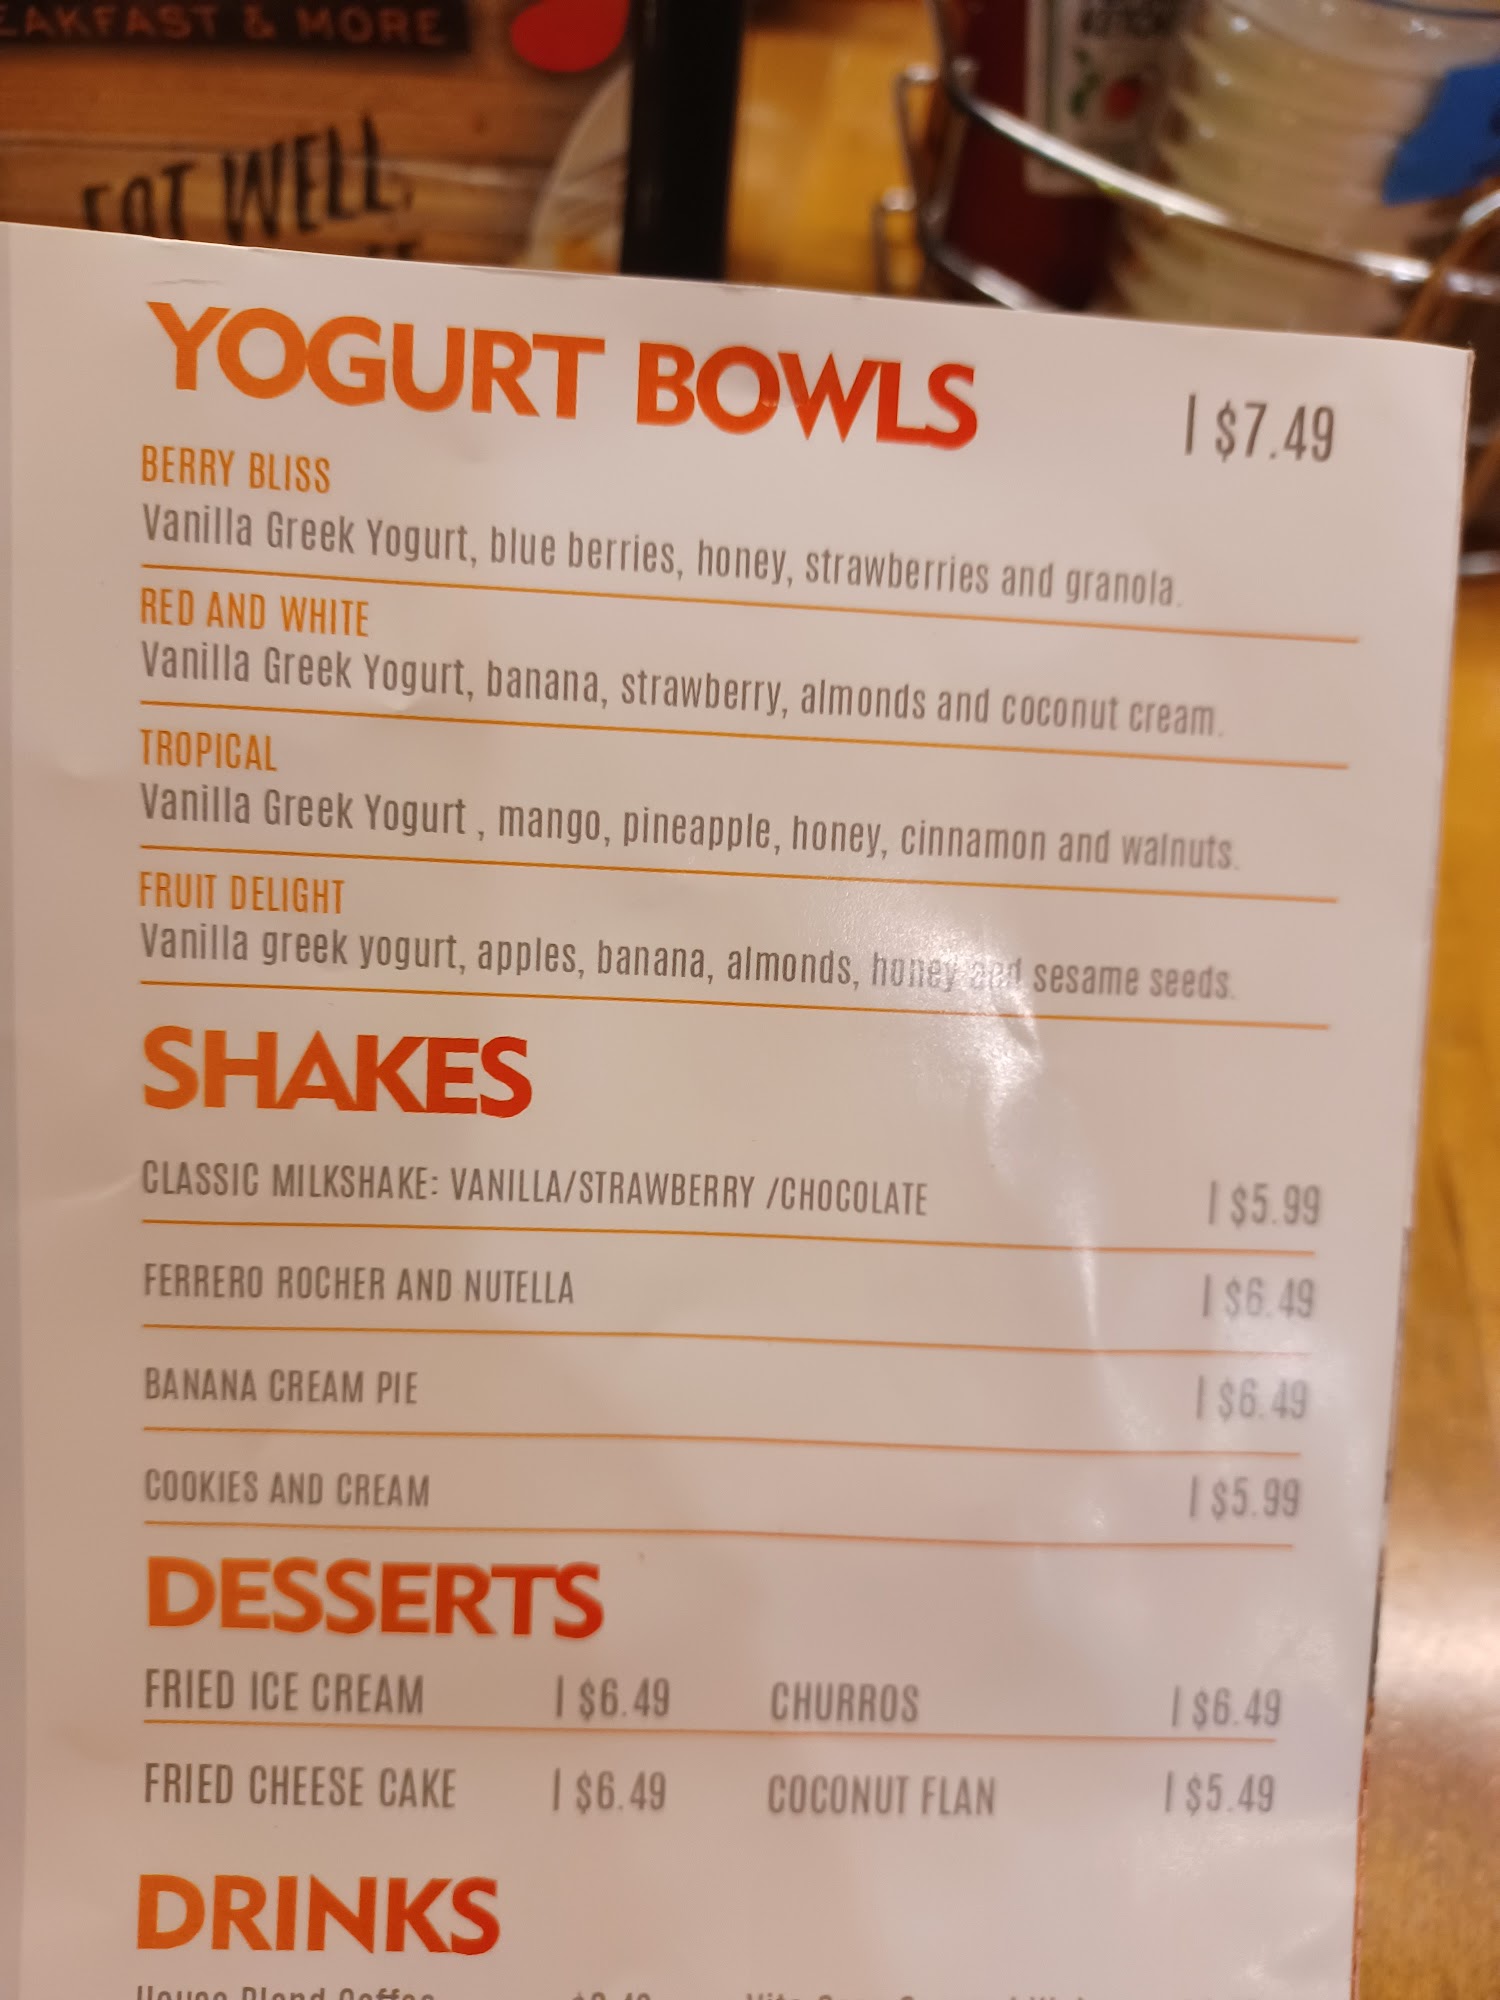 & MORE
EAT WELL,
YOGURT BOWLS | $7.49
BERRY BLISS
Vanilla Greek Yogurt, blue berries, honey, strawberries and granola.
RED AND WHITE
Vanilla Greek Yogurt, banana, strawberry, almonds and coconut cream.
TROPICAL
Vanilla Greek Yogurt , mango, pineapple, honey, cinnamon and walnuts.
FRUIT DELIGHT
Vanilla greek yogurt, apples, banana, almonds, honey and sesame seeds.
SHAKES
CLASSIC MILKSHAKE: VANILLA/STRAWBERRY /CHOCOLATE | $5.99
FERRERO ROCHER AND NUTELLA | $6.49
BANANA CREAM PIE | $6.49
COOKIES AND CREAM | $5.99
DESSERTS
FRIED ICE CREAM | $6.49 CHURROS | $6.49
FRIED CHEESE CAKE | $6.49 COCONUT FLAN | $5.49
DRINKS
House Blend Coffee